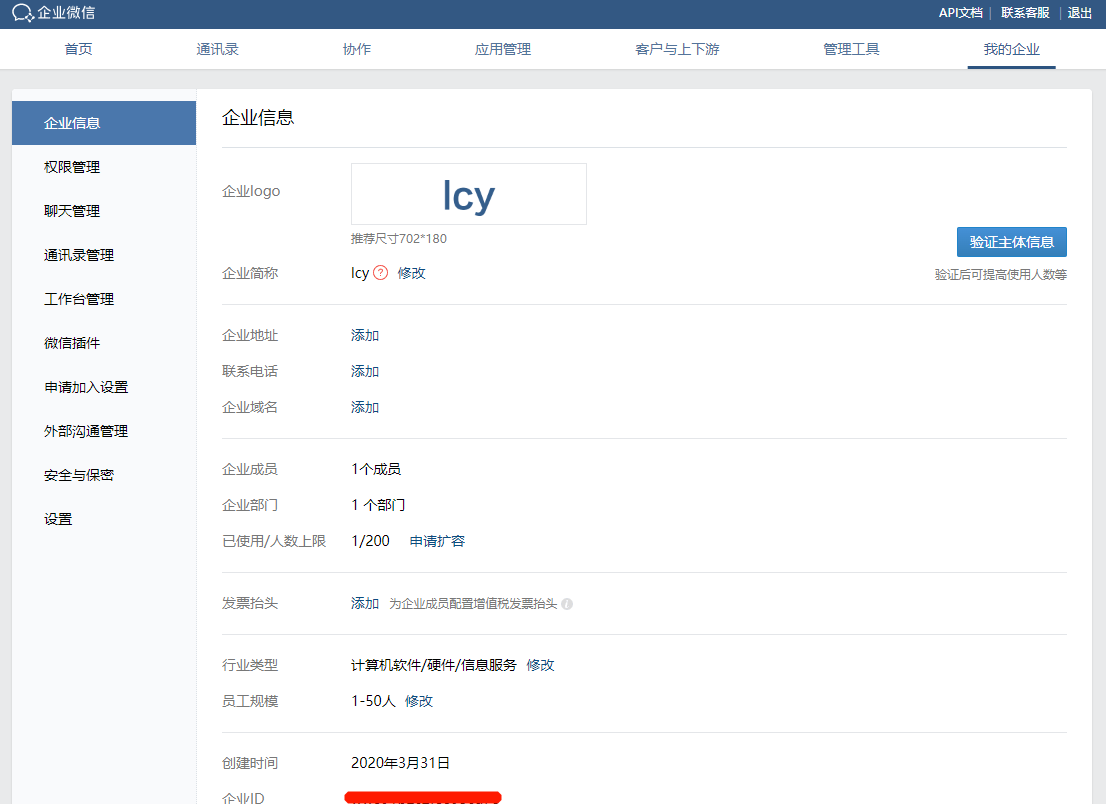 企业微信
API文档 | 联系客服 | 退出
首页 通讯录 协作 应用管理 客户与上下游 管理工具 我的企业
企业信息
权限管理
聊天管理
通讯录管理
工作台管理
微信插件
申请加入设置
外部沟通管理
安全与保密
设置
企业信息
企业logo
Icy
推荐尺寸702*180
验证主体信息
企业简称 Icy ? 修改
验证后可提高使用人数等
企业地址 添加
联系电话 添加
企业域名 添加
企业成员 1个成员
企业部门 1 个部门
已使用/人数上限 1/200 申请扩容
发票抬头 添加 为企业成员配置增值税发票抬头
行业类型 计算机软件/硬件/信息服务 修改
员工规模 1-50人 修改
创建时间 2020年3月31日
企业ID